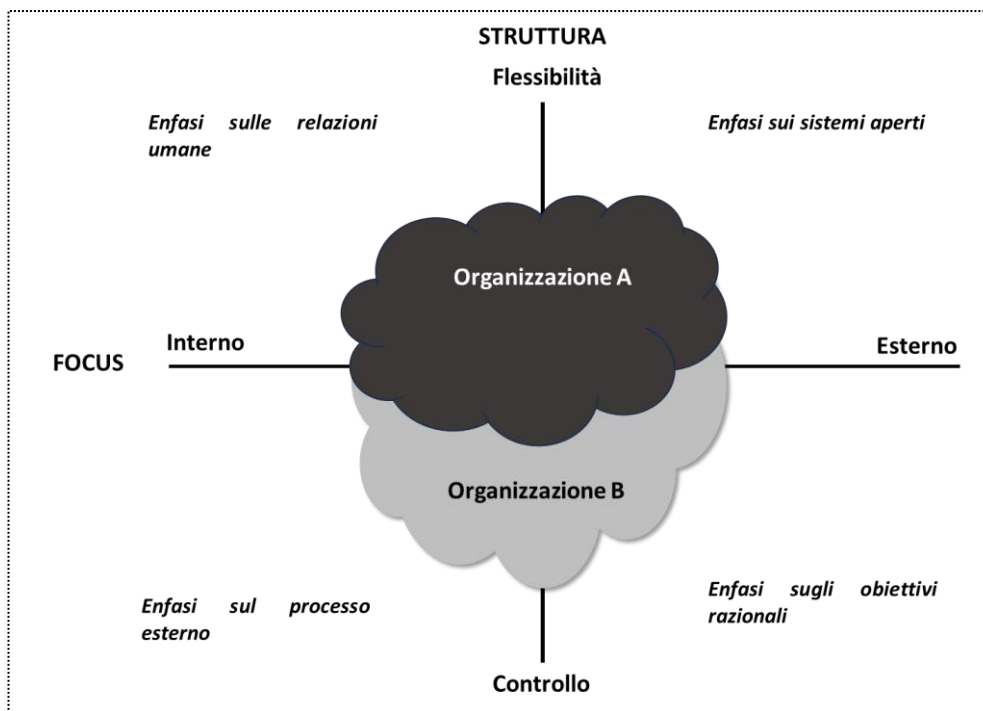 STRUTTURA
Flessibilità
Enfasi sulle relazioni
umane
Enfasi sui sistemi aperti
Organizzazione A
Interno
Esterno
FOCUS
Organizzazione B
Enfasi sul processo
esterno
Enfasi sugli obiettivi
razionali
Controllo